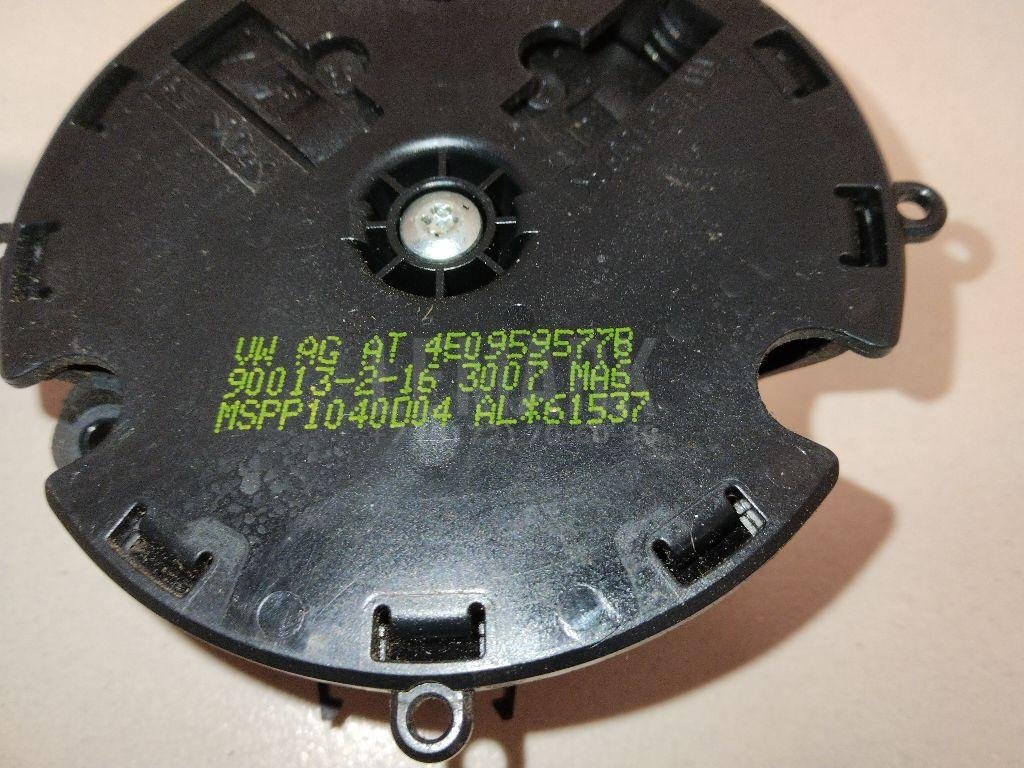 VW AG AT 4E0959577B
90013-2-16 3007 MA6
MSPP1040D04 AL*61537